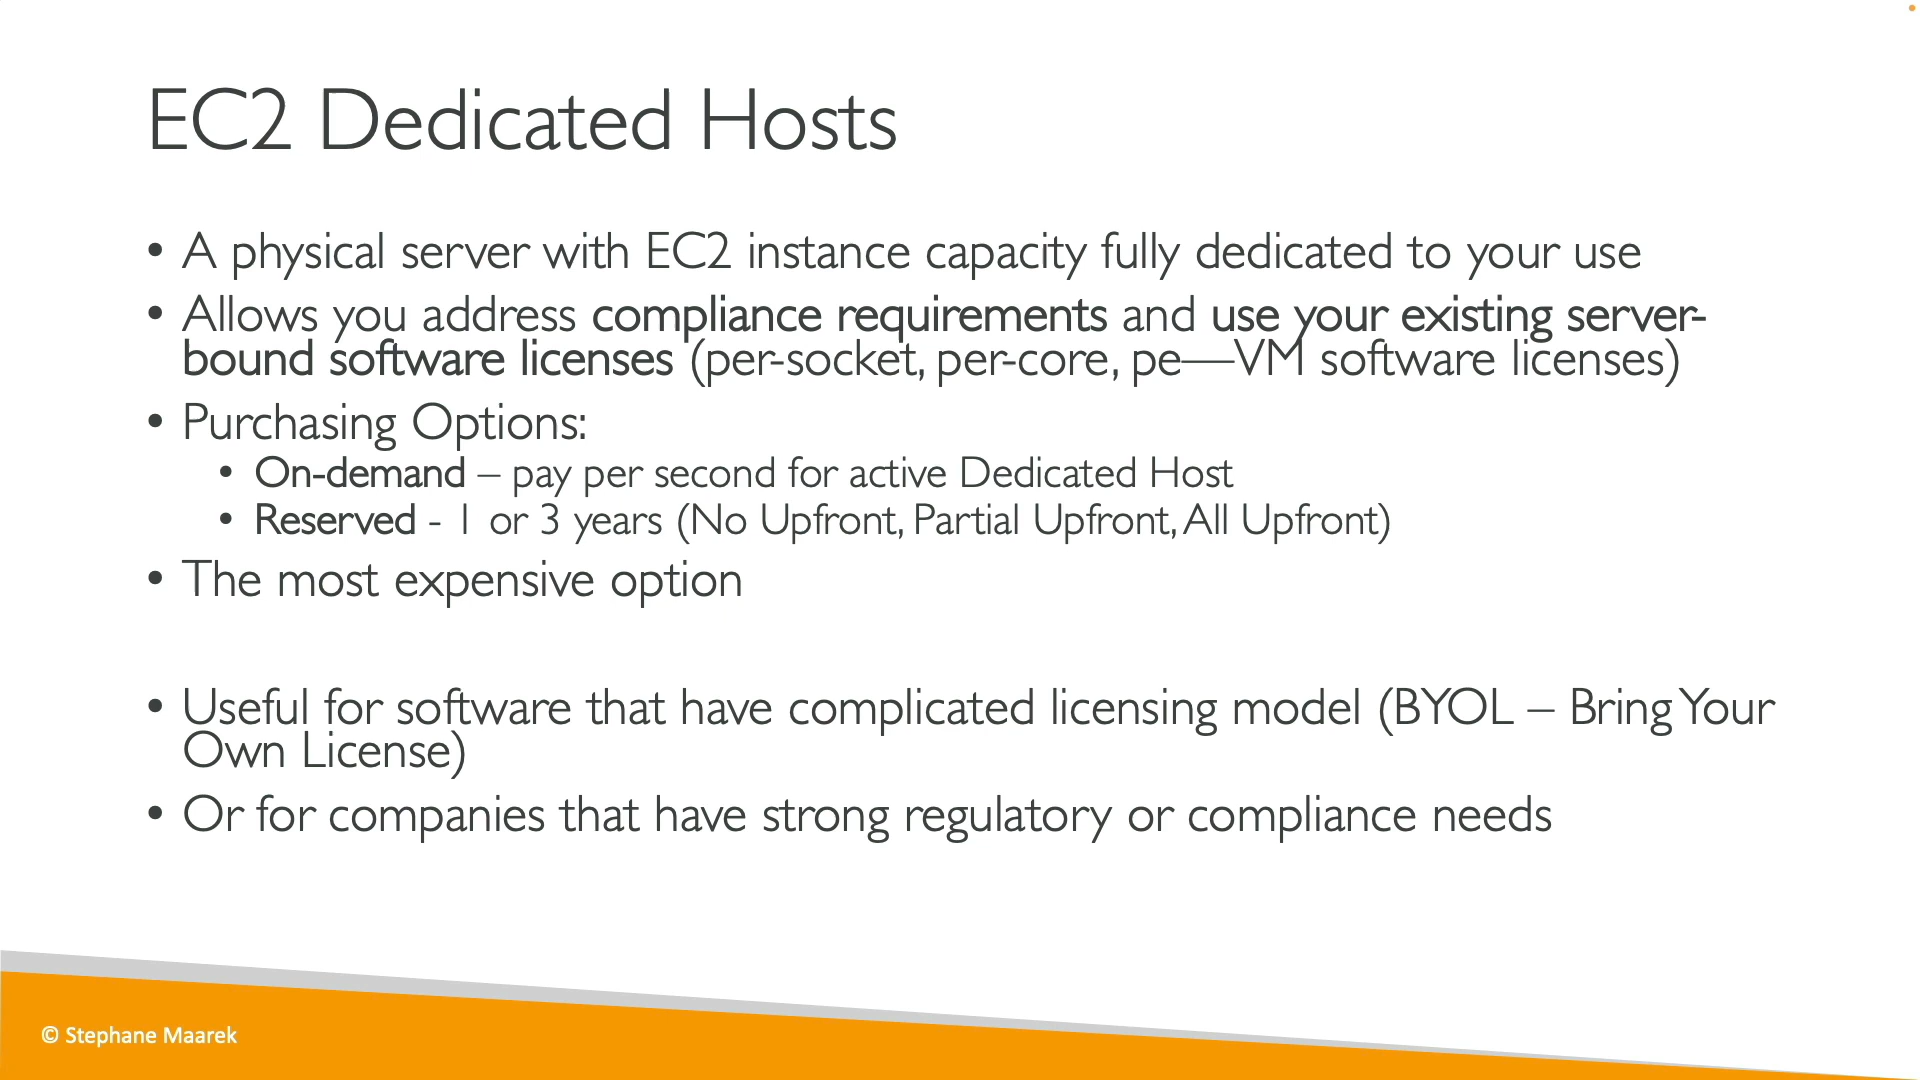 EC2 Dedicated Hosts
• A physical server with EC2 instance capacity fully dedicated to your use
• Allows you address compliance requirements and use your existing server-
bound software licenses (per-socket, per-core, pe—VM software licenses)
• Purchasing Options:
• On-demand – pay per second for active Dedicated Host
• Reserved - 1 or 3 years (No Upfront, Partial Upfront, All Upfront)
• The most expensive option
• Useful for software that have complicated licensing model (BYOL – Bring Your
Own License)
• Or for companies that have strong regulatory or compliance needs
© Stephane Maarek